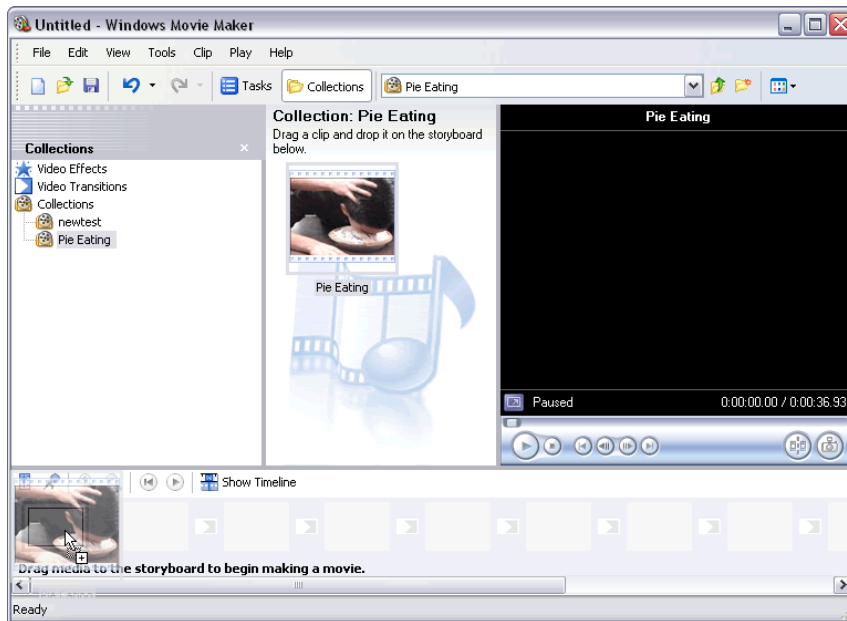 Untitled - Windows Movie Maker
File Edit View Tools Clip Play Help
Tasks Collections Pie Eating
Collections
Video Effects
Video Transitions
Collections
newtest
Pie Eating
Collection: Pie Eating
Drag a clip and drop it on the storyboard
below.
Pie Eating
Pie Eating
Paused 0:00:00.00 / 0:00:36.93
Show Timeline
Drag media to the storyboard to begin making a movie.
Ready